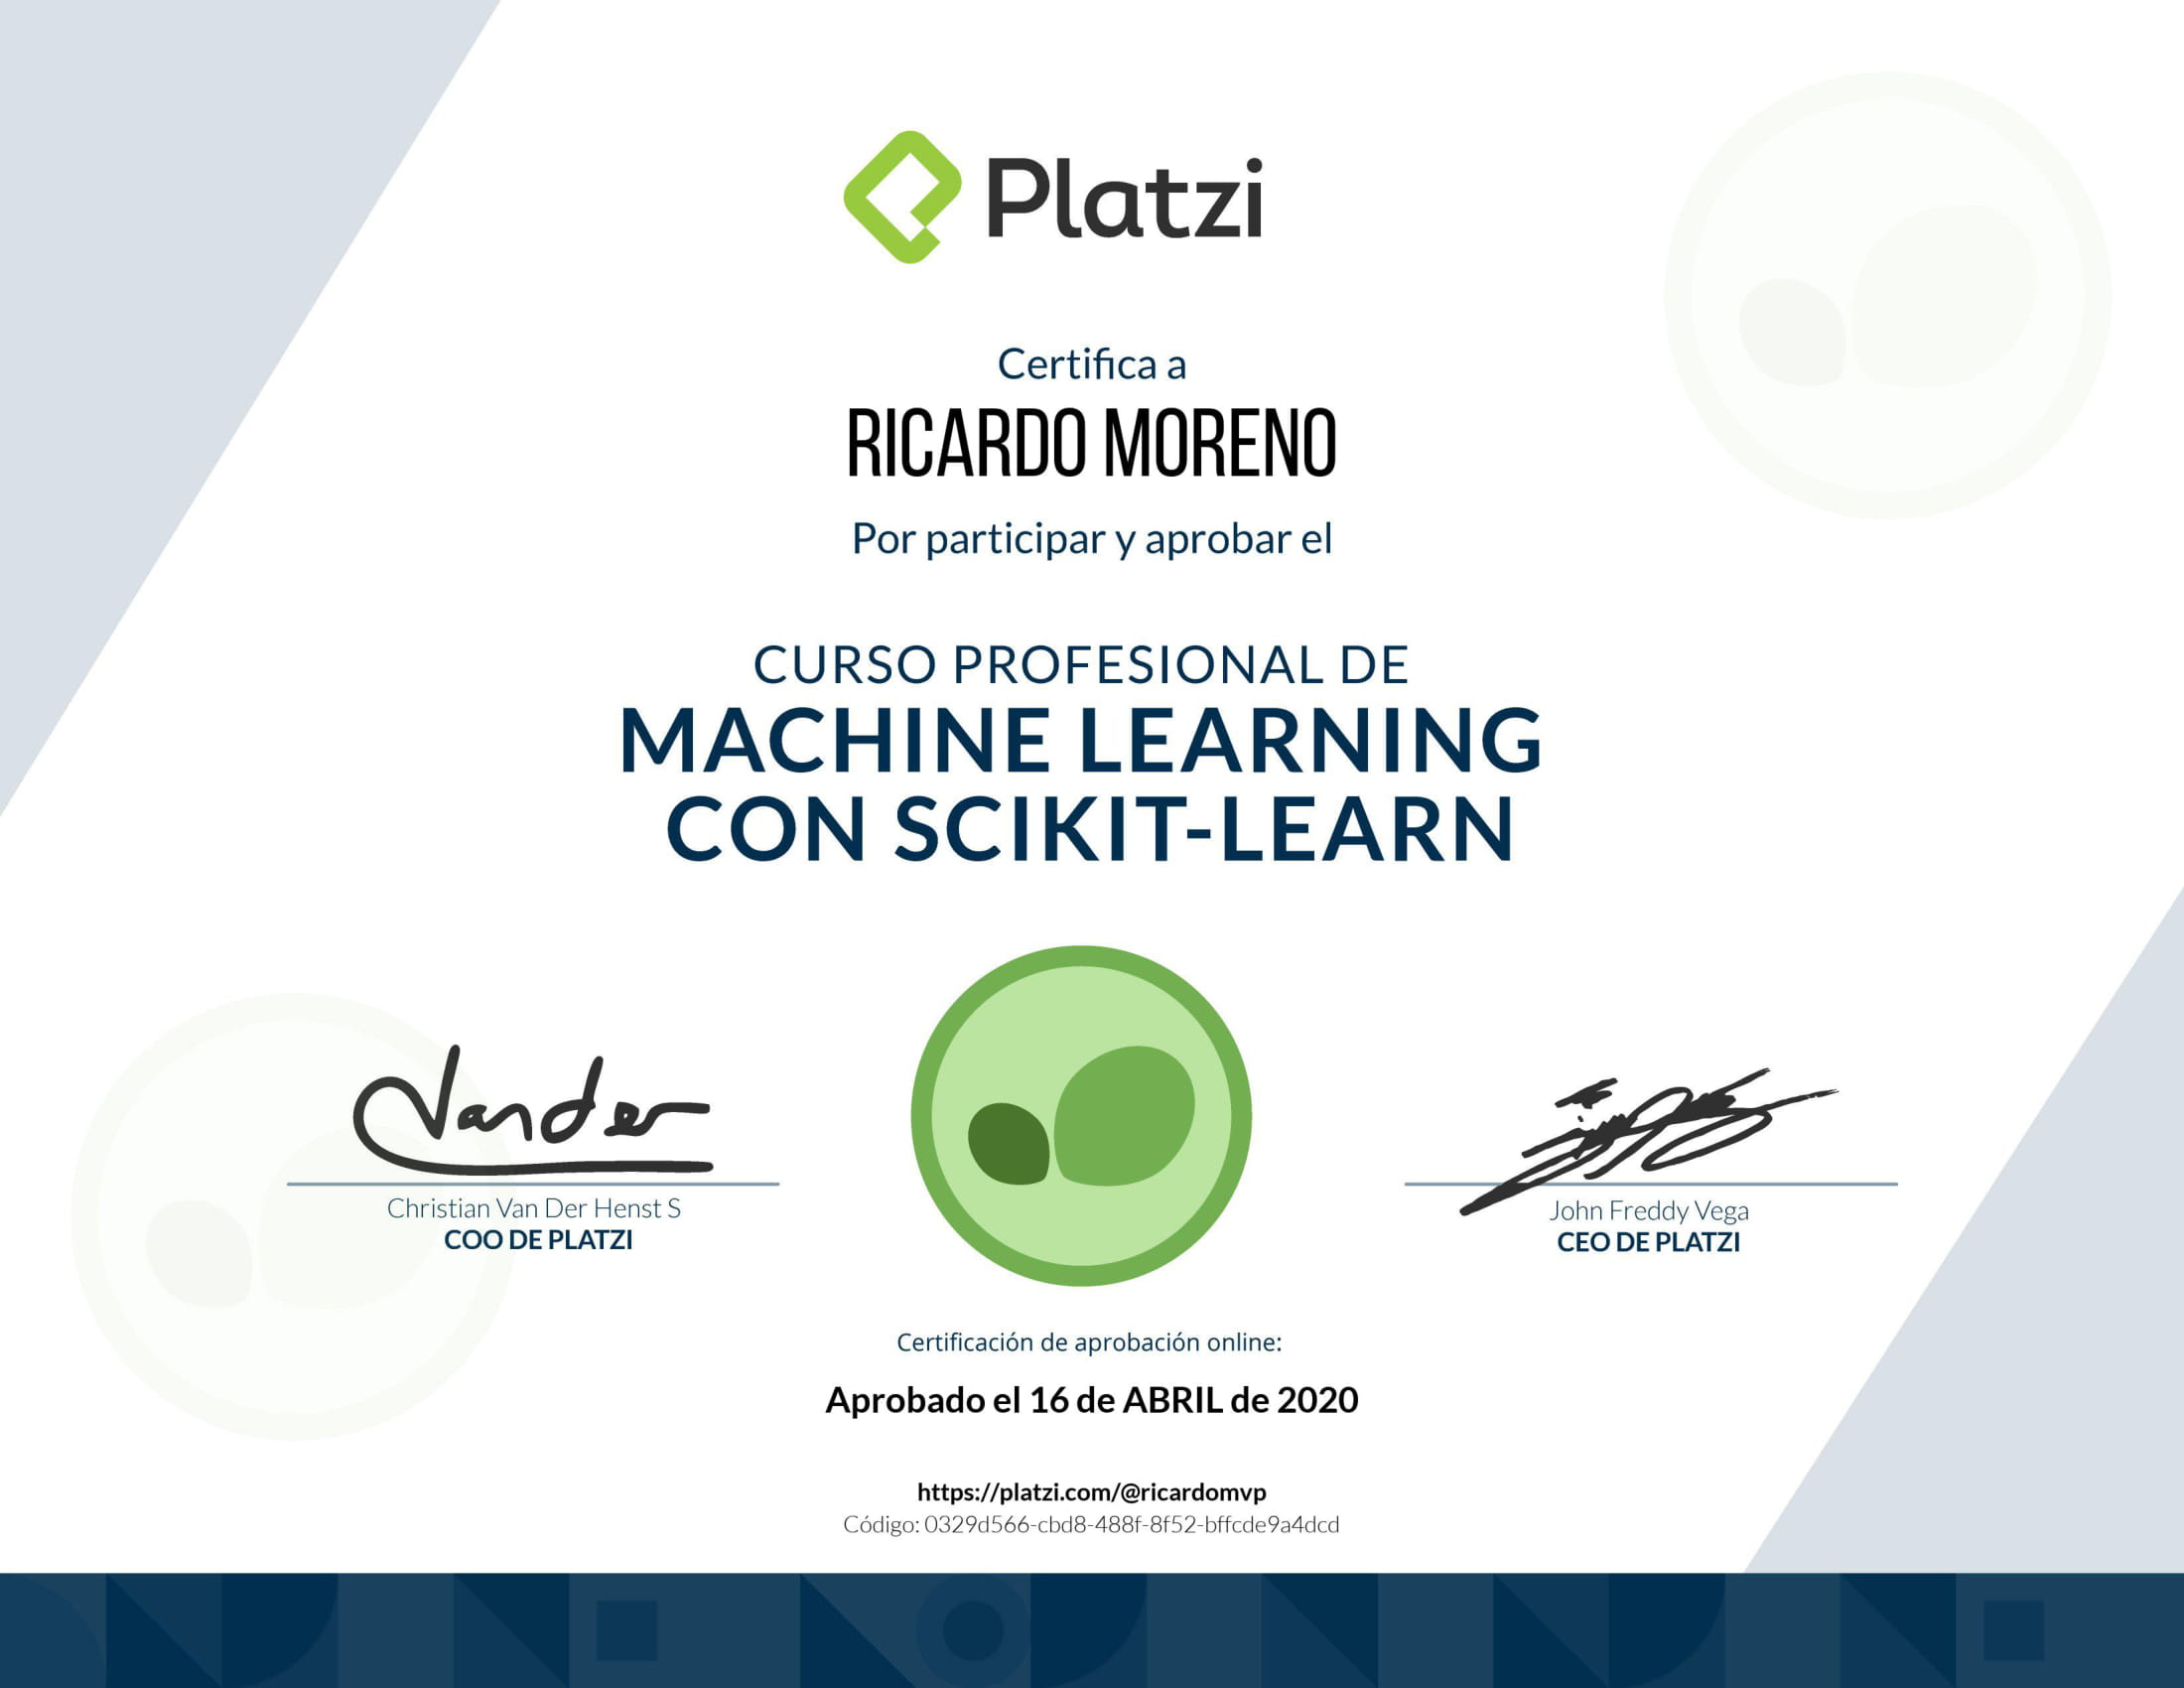 Platzi
Certifica a
RICARDO MORENO
Por participar y aprobar el
CURSO PROFESIONAL DE
MACHINE LEARNING
CON SCIKIT-LEARN
Vander
Christian Van Der Henst S
COO DE PLATZI
John Freddy Vega
CEO DE PLATZI
Certificación de aprobación online:
Aprobado el 16 de ABRIL de 2020
https://platzi.com/@ricardomvp
Código: 0329d566-cbd8-488f-8f52-bffcde9a4dcd